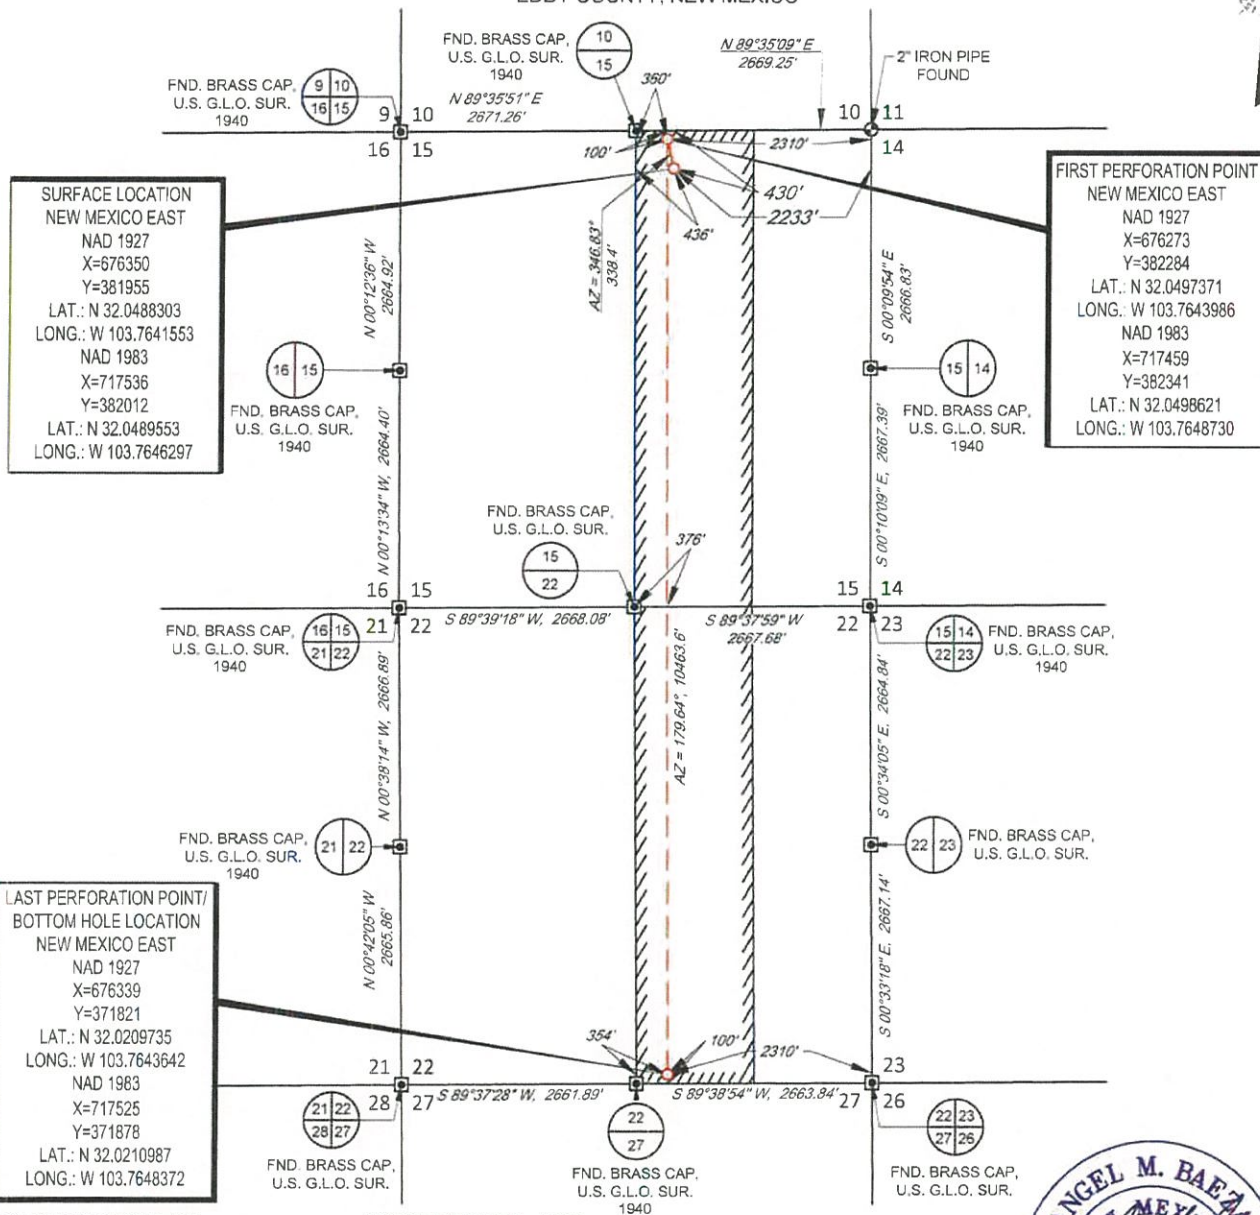 EDDY COUNTY, NEW MEXICO
FND. BRASS CAP,
U.S. G.L.O. SUR.
1940
10
15
N 89°35'09" E
2669.25'
2" IRON PIPE
FOUND
FND. BRASS CAP,
U.S. G.L.O. SUR.
1940
9 10
16 15
9 10
16 15
N 89°35'51" E
2671.26'
360'
10 11
14
100'
2310'
430'
2233'
436'
AZ = 346.83°
338.4'
SURFACE LOCATION
NEW MEXICO EAST
NAD 1927
X=676350
Y=381955
LAT.: N 32.0488303
LONG.: W 103.7641553
NAD 1983
X=717536
Y=382012
LAT.: N 32.0489553
LONG.: W 103.7646297
FIRST PERFORATION POINT
NEW MEXICO EAST
NAD 1927
X=676273
Y=382284
LAT.: N 32.0497371
LONG.: W 103.7643986
NAD 1983
X=717459
Y=382341
LAT.: N 32.0498621
LONG.: W 103.7648730
N 00°12'36" W
2664.92'
S 00°09'54" E
2666.83'
16 15
FND. BRASS CAP,
U.S. G.L.O. SUR.
1940
15 14
FND. BRASS CAP,
U.S. G.L.O. SUR.
1940
N 00°13'34" W, 2664.40'
S 00°10'09" E, 2667.39'
FND. BRASS CAP,
U.S. G.L.O. SUR.
15
22
376'
16 15
21 22
15 14
22 23
S 89°39'18" W, 2668.08'
S 89°37'59" W
2667.68'
FND. BRASS CAP,
U.S. G.L.O. SUR.
1940
16 15
21 22
15 14
22 23
FND. BRASS CAP,
U.S. G.L.O. SUR.
1940
N 00°38'14" W, 2666.89'
AZ = 179.64°, 10463.6'
S 00°34'05" E, 2664.84'
FND. BRASS CAP,
U.S. G.L.O. SUR.
1940
21 22
22 23
FND. BRASS CAP,
U.S. G.L.O. SUR.
LAST PERFORATION POINT/
BOTTOM HOLE LOCATION
NEW MEXICO EAST
NAD 1927
X=676339
Y=371821
LAT.: N 32.0209735
LONG.: W 103.7643642
NAD 1983
X=717525
Y=371878
LAT.: N 32.0210987
LONG.: W 103.7648372
N 00°42'05" W
2665.86'
S 00°33'18" E, 2667.14'
354'
100'
2310'
21 22
28 27
23
27 26
S 89°37'28" W, 2661.89'
S 89°38'54" W, 2663.84'
21 22
28 27
FND. BRASS CAP,
U.S. G.L.O. SUR.
22
27
FND. BRASS CAP,
U.S. G.L.O. SUR.
1940
22 23
27 26
FND. BRASS CAP,
U.S. G.L.O. SUR.
NGEL M. BAEZA
MEX